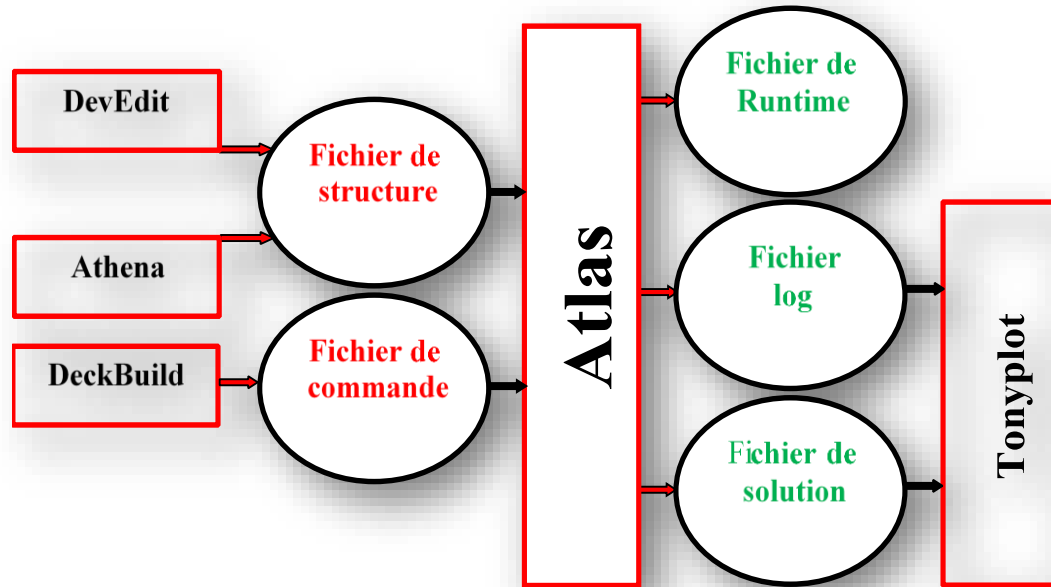 DevEdit
Athena
DeckBuild
Fichier de
structure
Fichier de
commande
Atlas
Fichier de
Runtime
Fichier
log
Fichier de
solution
Tonyplot